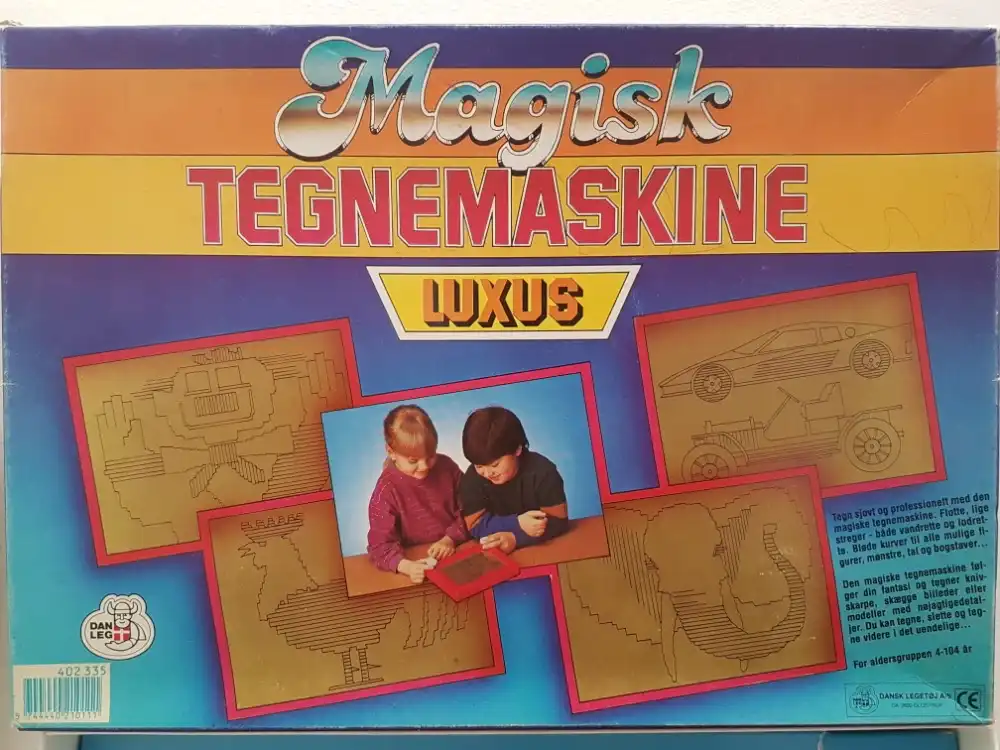 Magisk
TEGNEMASKINE
LUXUS
Tegn sjovt og professionelt med den
magiske tegnemaskine. Flotte, lige
streger - både vandrette og lodret-
te. Bløde kurver til alle mulige fi-
gurer, mønstre, tal og bogstaver...
Den magiske tegnemaskine føl-
ger din fantasi og tegner kniv-
skarpe, skægge billeder eller
modeller med nøjagtigedetal-
jer. Du kan tegne, slette og teg-
ne videre i det uendelige...
For aldersgruppen 4-104 år
DAN
LEG
402335
5 744440 210111
DANSK LEGETØJ A/S
CE